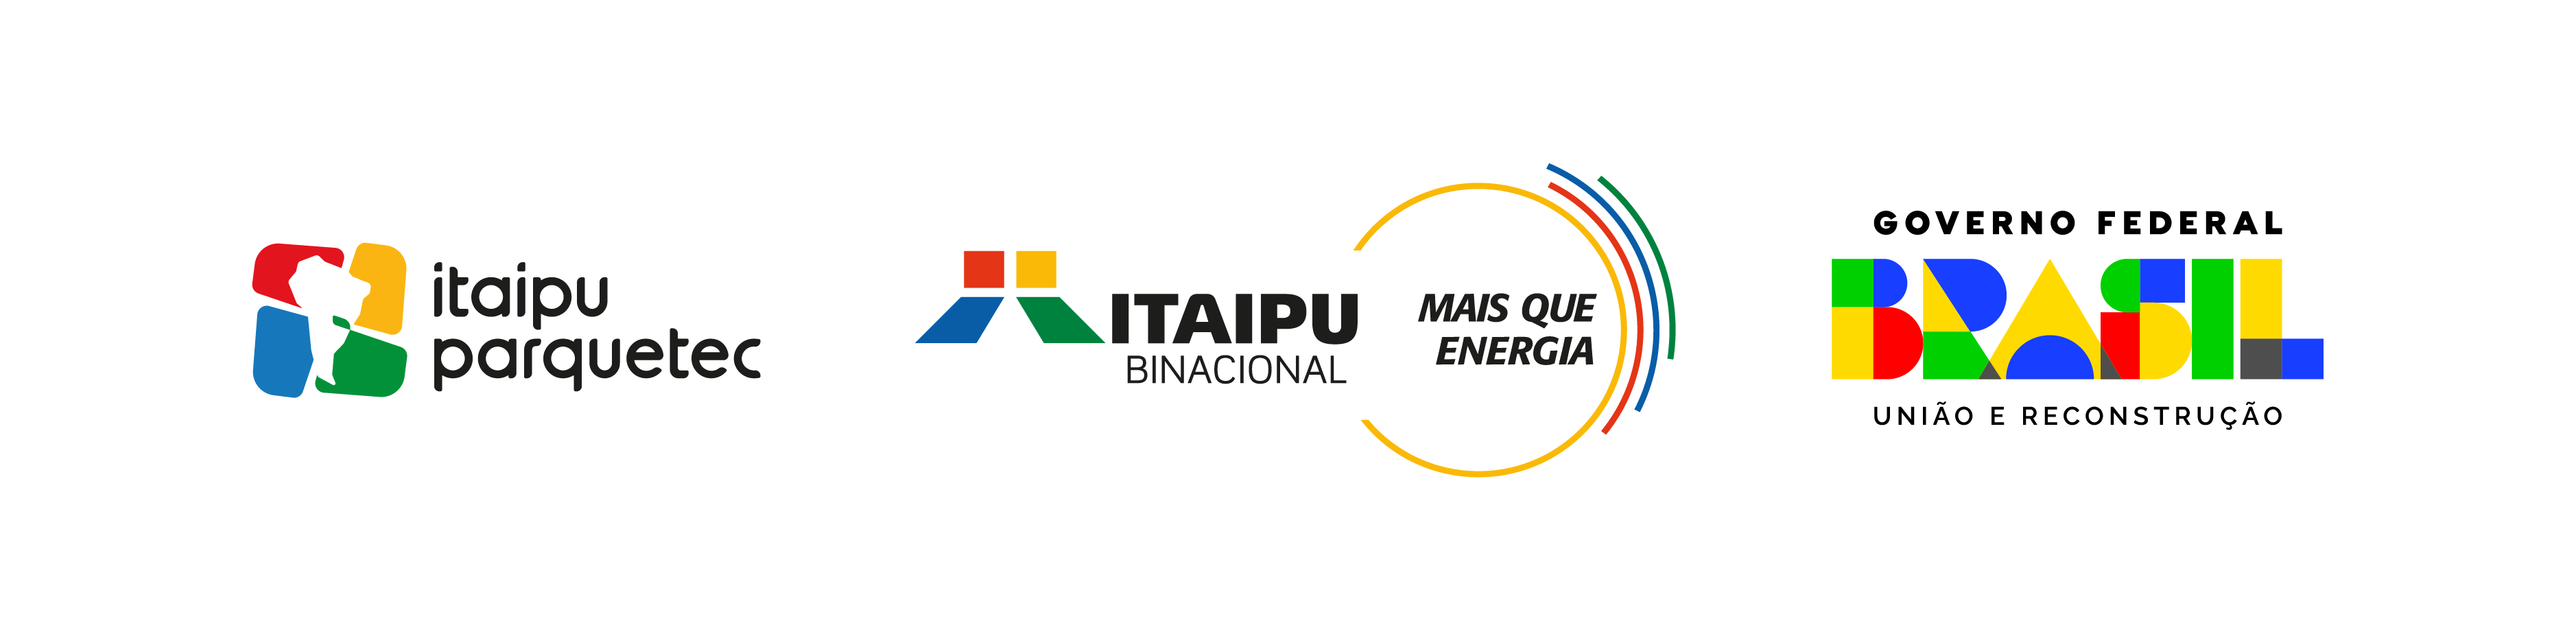 itaipu
parquetec
ITAIPU
BINACIONAL
MAIS QUE
ENERGIA
GOVERNO FEDERAL
BRASIL
UNIÃO E RECONSTRUÇÃO